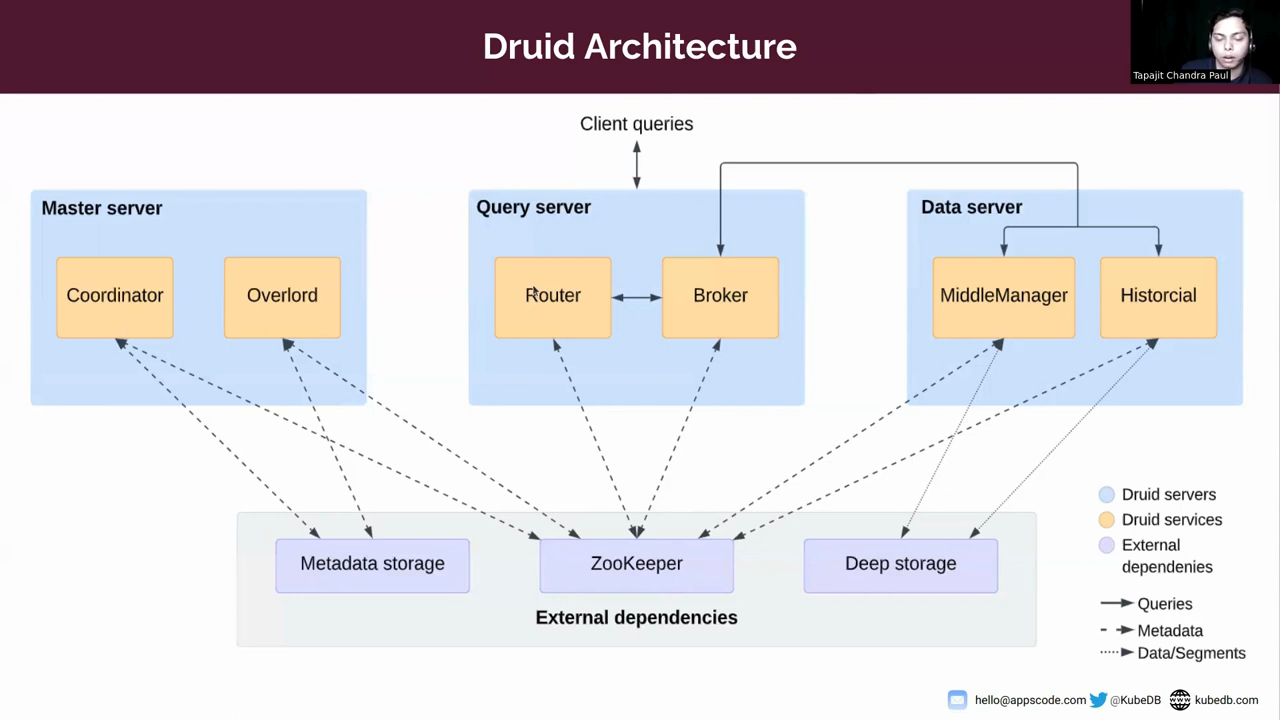 Druid Architecture
Tapajit Chandra Paul
Client queries
Master server
Query server
Data server
Coordinator
Overlord
Router
Broker
MiddleManager
Historcial
Metadata storage
ZooKeeper
Deep storage
External dependencies
Druid servers
Druid services
External
dependenies
Queries
Metadata
Data/Segments
hello@appscode.com
@KubeDB
kubedb.com